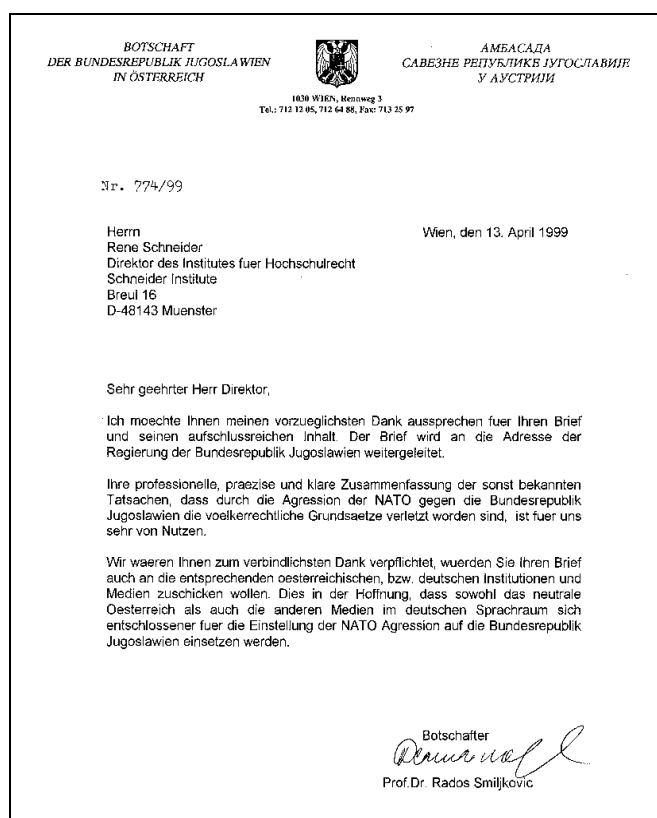 BOTSCHAFT
DER BUNDESREPUBLIK JUGOSLAWIEN
IN ÖSTERREICH
АМБАСАДА
САВЕЗНЕ РЕПУБЛИКЕ ЈУГОСЛАВИЈЕ
У АУСТРИЈИ
1030 WIEN, Rennweg 3
Tel.: 712 12 05, 712 64 88, Fax: 713 25 97
Nr. 774/99
Herrn
Rene Schneider
Direktor des Institutes fuer Hochschulrecht
Schneider Institute
Breul 16
D-48143 Muenster
Wien, den 13. April 1999
Sehr geehrter Herr Direktor,
Ich moechte Ihnen meinen vorzueglichsten Dank aussprechen fuer Ihren Brief
und seinen aufschlussreichen Inhalt. Der Brief wird an die Adresse der
Regierung der Bundesrepublik Jugoslawien weitergeleitet.
Ihre professionelle, praezise und klare Zusammenfassung der sonst bekannten
Tatsachen, dass durch die Agression der NATO gegen die Bundesrepublik
Jugoslawien die voelkerrechtliche Grundsaetze verletzt worden sind, ist fuer uns
sehr von Nutzen.
Wir waeren Ihnen zum verbindlichsten Dank verpflichtet, wuerden Sie Ihren Brief
auch an die entsprechenden oesterreichischen, bzw. deutschen Institutionen und
Medien zuschicken wollen. Dies in der Hoffnung, dass sowohl das neutrale
Oesterreich als auch die anderen Medien im deutschen Sprachraum sich
entschlossener fuer die Einstellung der NATO Agression auf die Bundesrepublik
Jugoslawien einsetzen werden.
Botschafter
Prof.Dr. Rados Smiljkovic